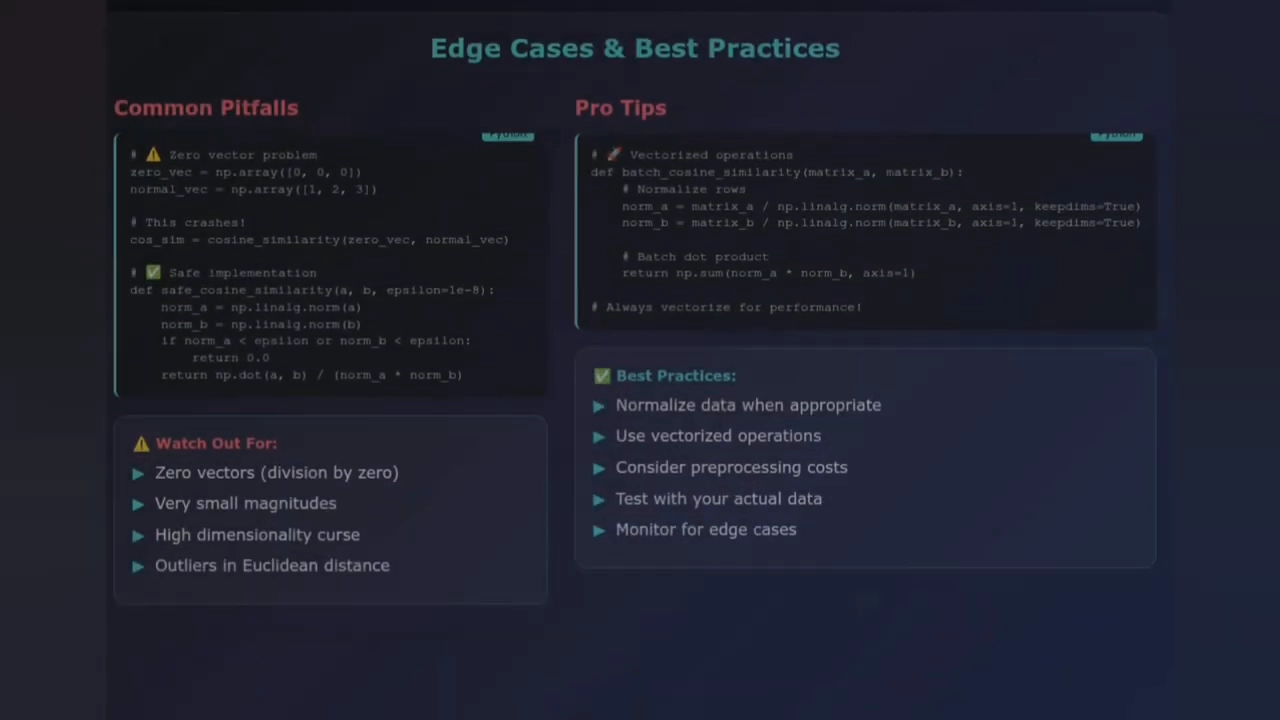 Edge Cases & Best Practices
Common Pitfalls
Python
# ⚠️ Zero vector problem
zero_vec = np.array([0, 0, 0])
normal_vec = np.array([1, 2, 3])
# This crashes!
cos_sim = cosine_similarity(zero_vec, normal_vec)
# ✅ Safe implementation
def safe_cosine_similarity(a, b, epsilon=1e-8):
    norm_a = np.linalg.norm(a)
    norm_b = np.linalg.norm(b)
    if norm_a < epsilon or norm_b < epsilon:
        return 0.0
    return np.dot(a, b) / (norm_a * norm_b)
⚠️ Watch Out For:
▶ Zero vectors (division by zero)
▶ Very small magnitudes
▶ High dimensionality curse
▶ Outliers in Euclidean distance
Pro Tips
Python
# 🚀 Vectorized operations
def batch_cosine_similarity(matrix_a, matrix_b):
    # Normalize rows
    norm_a = matrix_a / np.linalg.norm(matrix_a, axis=1, keepdims=True)
    norm_b = matrix_b / np.linalg.norm(matrix_b, axis=1, keepdims=True)
    # Batch dot product
    return np.sum(norm_a * norm_b, axis=1)
# Always vectorize for performance!
✅ Best Practices:
▶ Normalize data when appropriate
▶ Use vectorized operations
▶ Consider preprocessing costs
▶ Test with your actual data
▶ Monitor for edge cases